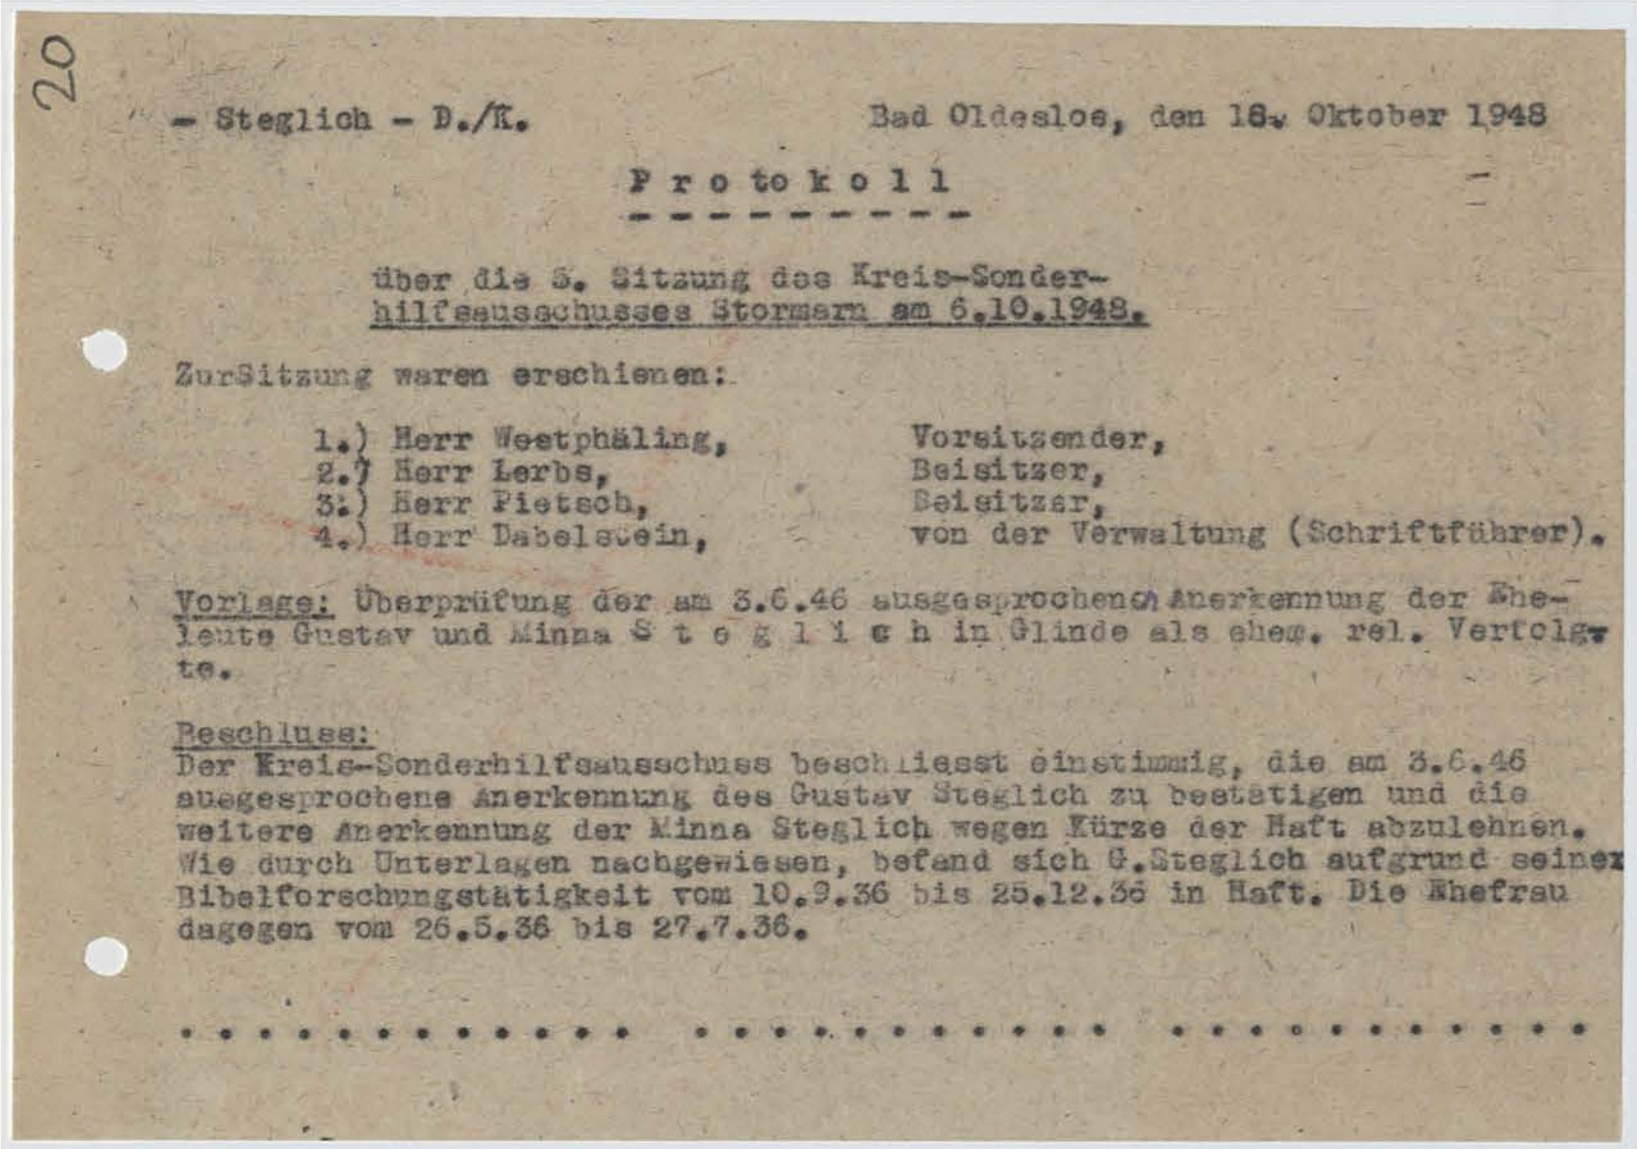 20
- Steglich - D./K.
Bad Oldesloe, den 18. Oktober 1948
P r o to k o l l
- - - - - - - - -
über die 5. Sitzung des Kreis-Sonder-
hilfsausschusses Stormarn am 6.10.1948.
ZurSitzung waren erschienen:
1.) Herr Westphäling, Vorsitzender,
2.) Herr Lerbs, Beisitzer,
3.) Herr Pietsch, Beisitzer,
4.) Herr Dabelstein, von der Verwaltung (Schriftführer).
Vorlage: Überprüfung der am 3.6.46 ausgesprochenen Anerkennung der Ehe-
leute Gustav und Minna S t e g l i c h in Glinde als ehem. rel. Verfolg-
te.
Beschluss:
Der Kreis-Sonderhilfsausschuss beschliesst einstimmig, die am 3.6.46
ausgesprochene Anerkennung des Gustav Steglich zu bestätigen und die
weitere Anerkennung der Minna Steglich wegen Kürze der Haft abzulehnen.
Wie durch Unterlagen nachgewiesen, befand sich G.Steglich aufgrund seiner
Bibelforschungstätigkeit vom 10.9.36 bis 25.12.36 in Haft. Die Ehefrau
dagegen vom 26.5.36 bis 27.7.36.
. . . . . . . . . . . . . . . . . . . . . . . . . . . . . . . . . .